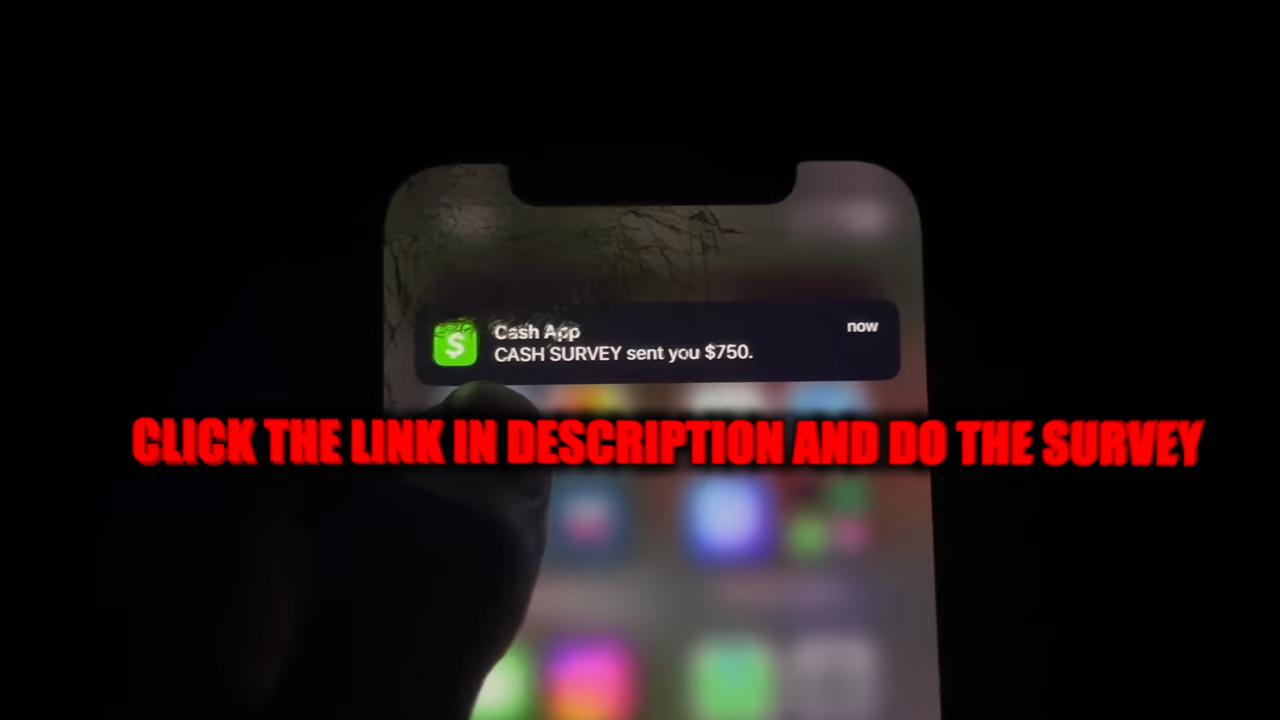 Cash App
now
CASH SURVEY sent you $750.
CLICK THE LINK IN DESCRIPTION AND DO THE SURVEY